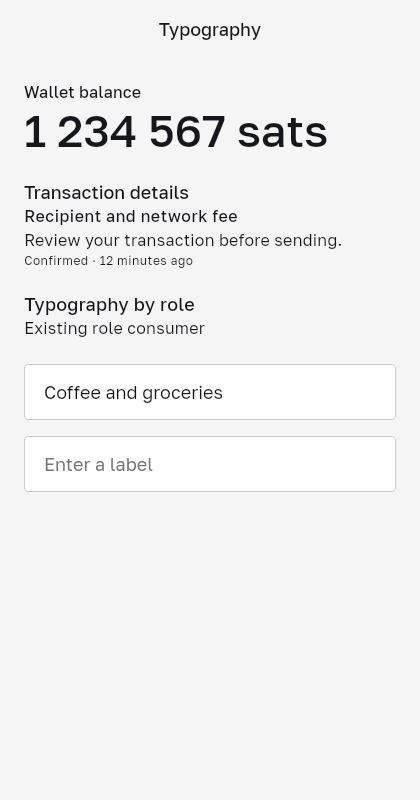 Typography
Wallet balance
1 234 567 sats
Transaction details
Recipient and network fee
Review your transaction before sending.
Confirmed · 12 minutes ago
Typography by role
Existing role consumer
Coffee and groceries
Enter a label